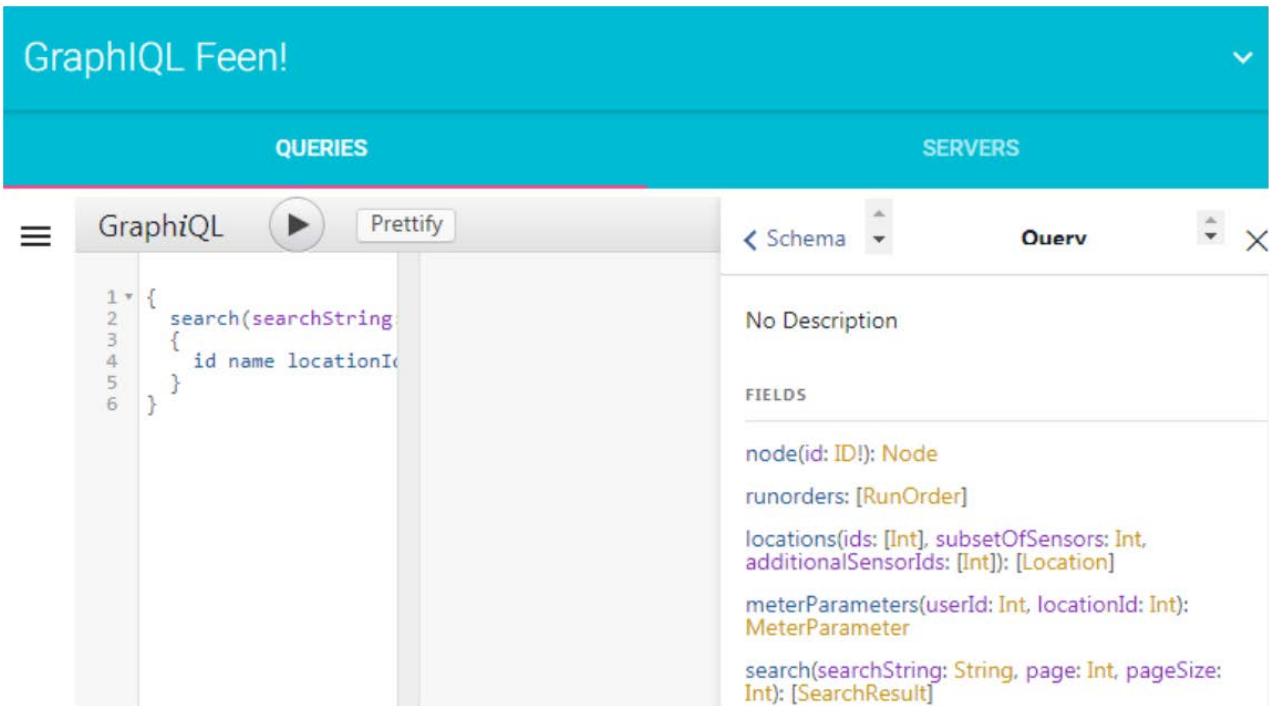 GraphIQL Feen!
QUERIES
SERVERS
GraphiQL
Prettify
Schema
Query
1 {
2 search(searchString:
3 {
4 id name locationId
5 }
6 }
No Description
FIELDS
node(id: ID!): Node
runorders: [RunOrder]
locations(ids: [Int], subsetOfSensors: Int,
additionalSensorIds: [Int]): [Location]
meterParameters(userId: Int, locationId: Int):
MeterParameter
search(searchString: String, page: Int, pageSize:
Int): [SearchResult]